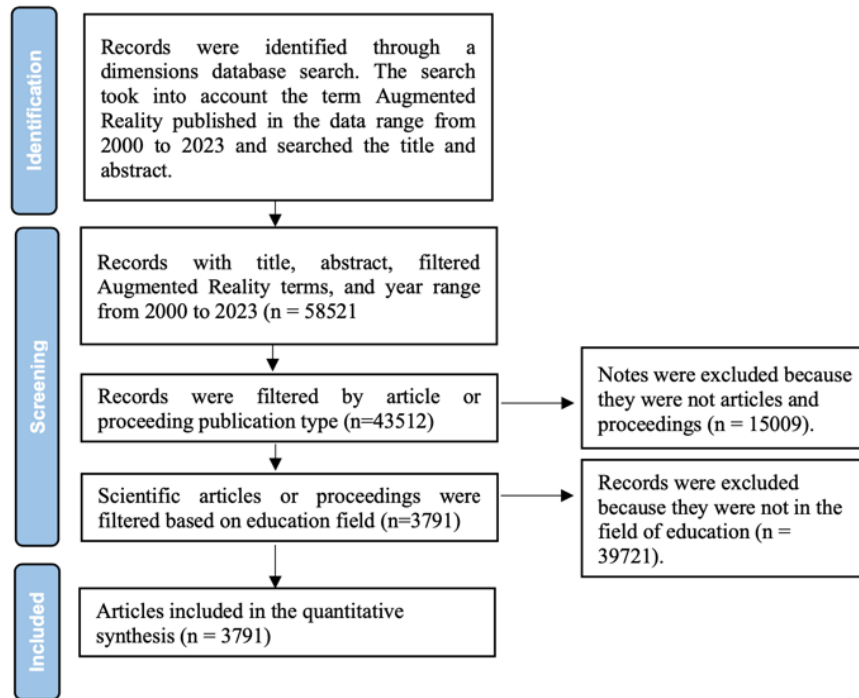 Identification
Records were identified through a
dimensions database search. The search
took into account the term Augmented
Reality published in the data range from
2000 to 2023 and searched the title and
abstract.
Screening
Records with title, abstract, filtered
Augmented Reality terms, and year range
from 2000 to 2023 (n = 58521
Records were filtered by article or
proceeding publication type (n=43512)
Notes were excluded because
they were not articles and
proceedings (n = 15009).
Scientific articles or proceedings were
filtered based on education field (n=3791)
Records were excluded
because they were not in the
field of education (n =
39721).
Included
Articles included in the quantitative
synthesis (n = 3791)